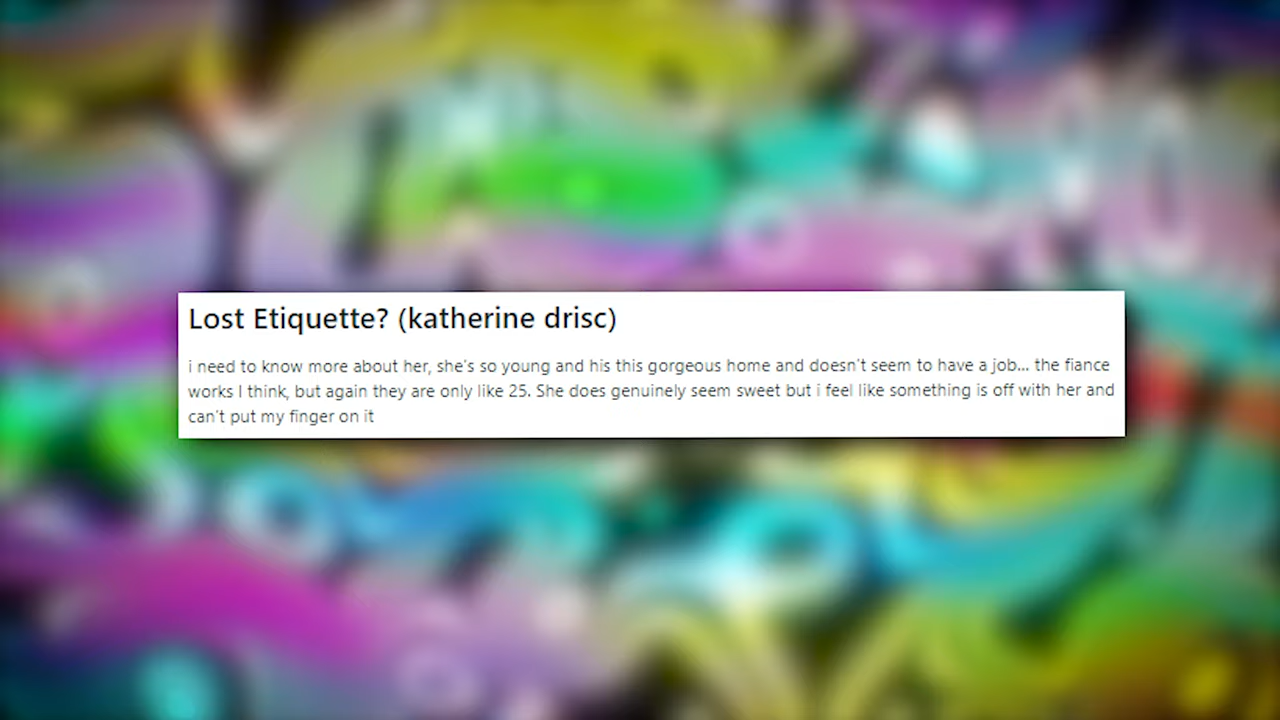 Lost Etiquette? (katherine drisc)
i need to know more about her, she's so young and his this gorgeous home and doesn't seem to have a job... the fiance
works I think, but again they are only like 25. She does genuinely seem sweet but i feel like something is off with her and
can't put my finger on it